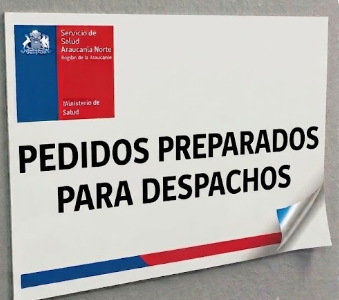 Servicio de
Salud
Araucanía Norte
Región de la Araucanía
Ministerio de
Salud
PEDIDOS PREPARADOS
PARA DESPACHOS